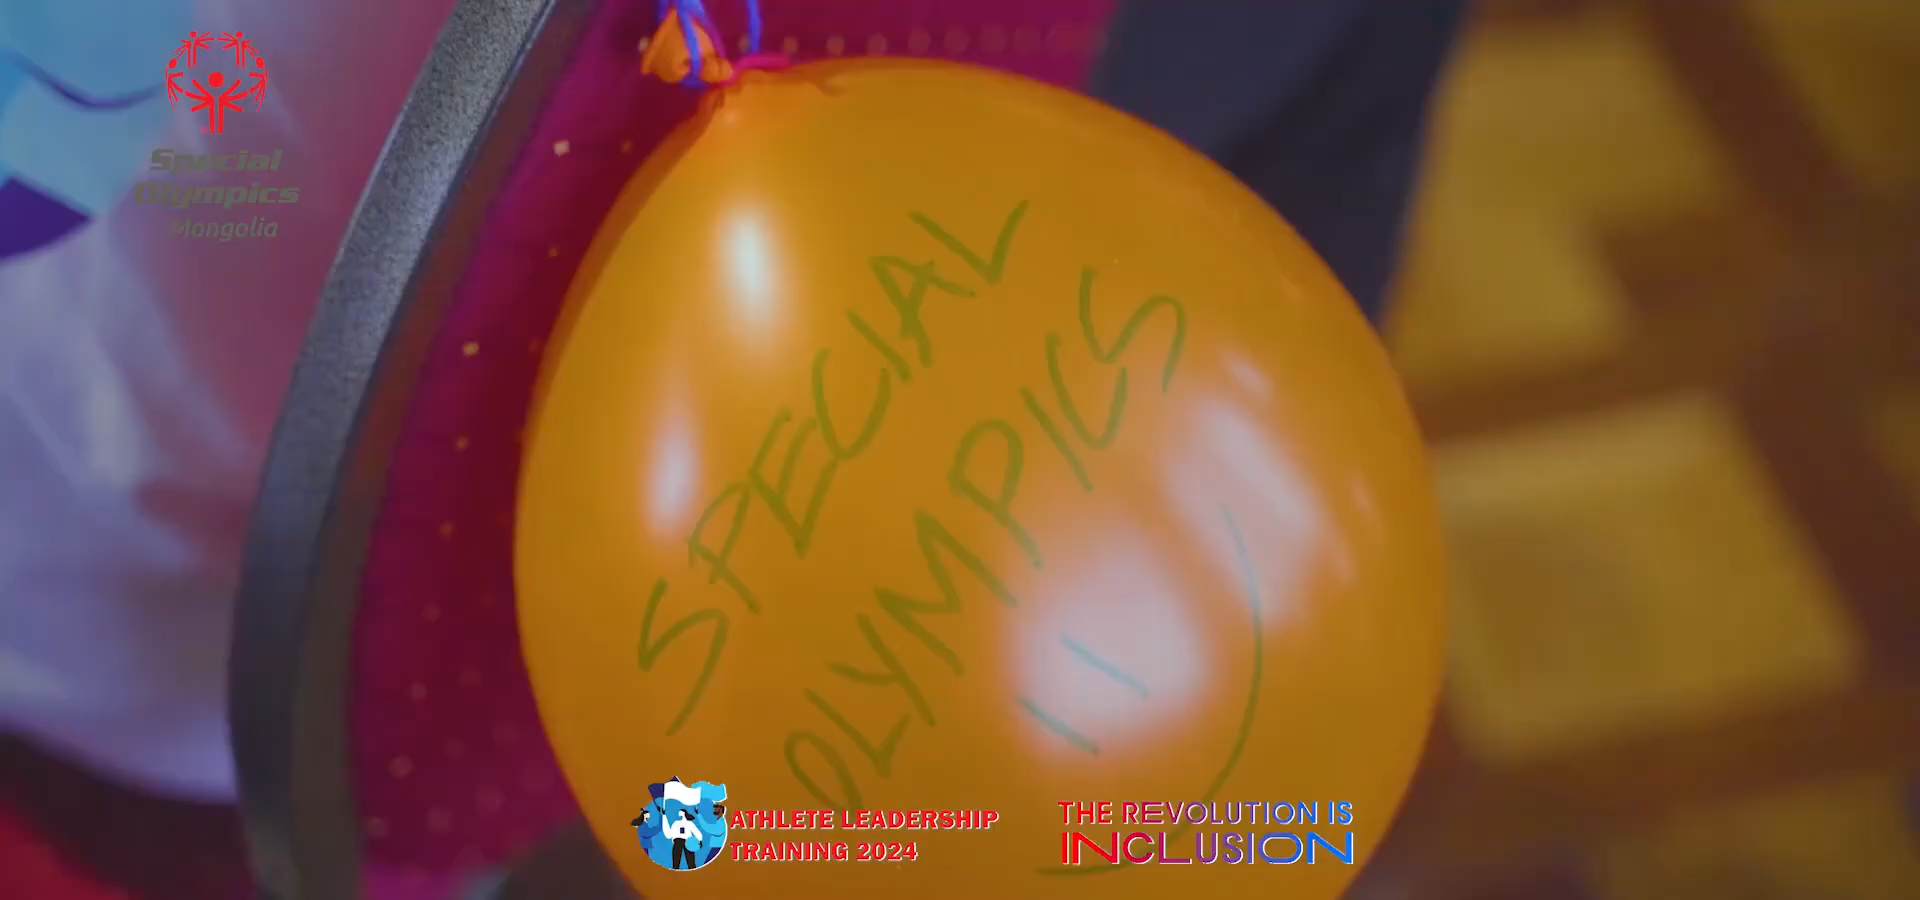 Special
Olympics
Mongolia
SPECIAL
OLYMPICS
ATHLETE LEADERSHIP
TRAINING 2024
THE REVOLUTION IS
INCLUSION